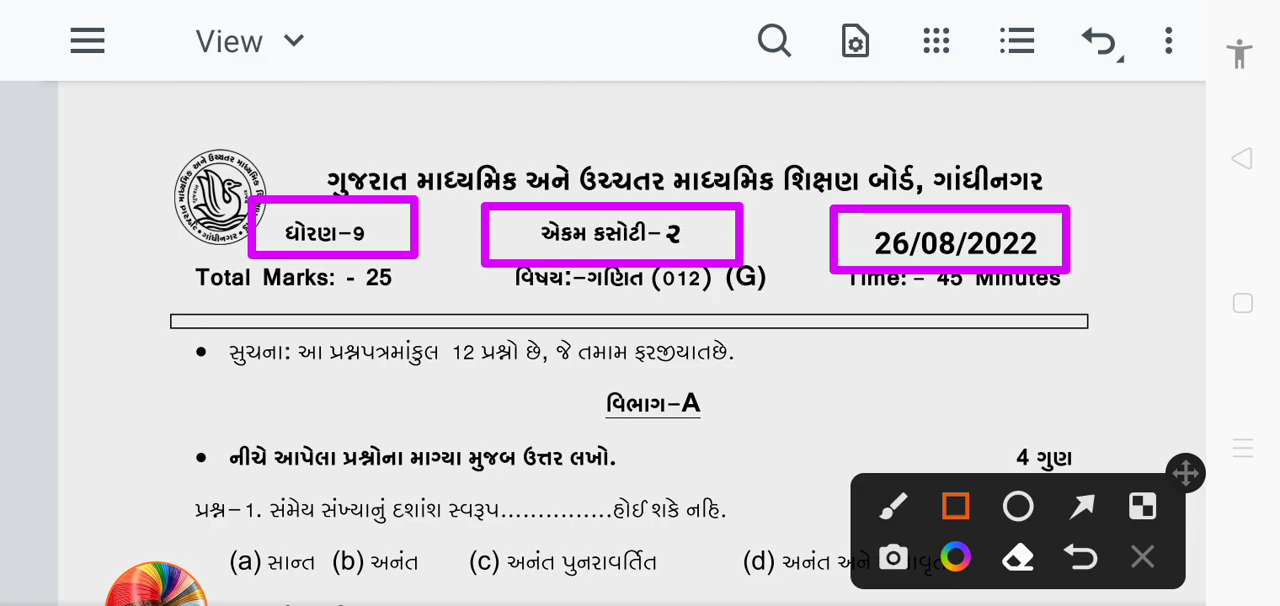 View
ગુજરાત માધ્યમિક અને ઉચ્ચતર માધ્યમિક શિક્ષણ બોર્ડ, ગાંધીનગર
ધોરણ-9 એકમ કસોટી-૨ 26/08/2022
Total Marks: - 25 વિષય:-ગણિત (012) (G) Time: - 45 Minutes
• સુચના: આ પ્રશ્નપત્રમાંકુલ 12 પ્રશ્નો છે, જે તમામ ફરજીયાતછે.
વિભાગ-A
• નીચે આપેલા પ્રશ્નોના માગ્યા મુજબ ઉત્તર લખો. 4 ગુણ
પ્રશ્ન-1. સંમેય સંખ્યાનું દશાંશ સ્વરૂપ...............હોઈ શકે નહિ.
(a) સાન્ત (b) અનંત (c) અનંત પુનરાવર્તિત (d) અનંત